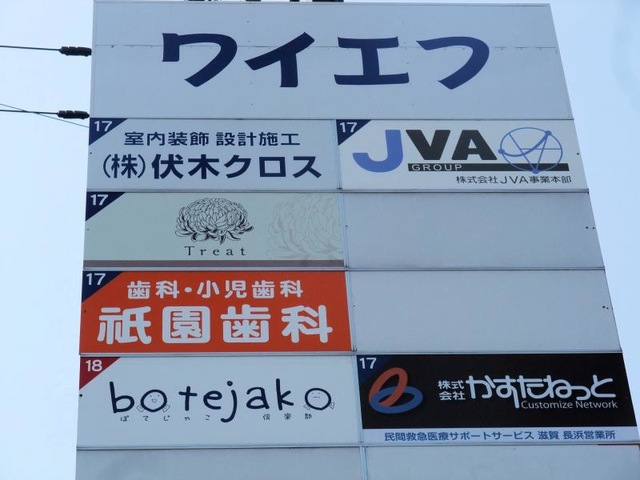 ワイエフ
17
室内装飾 設計施工
(株)伏木クロス
17
JVA
GROUP
株式会社JVA事業本部
17
Treat
17
歯科・小児歯科
祇園歯科
18
botejako
ぼてじゃこ倶楽部
17
株式会社 かすたねっと
Customize Network
民間救急医療サポートサービス 滋賀 長浜営業所